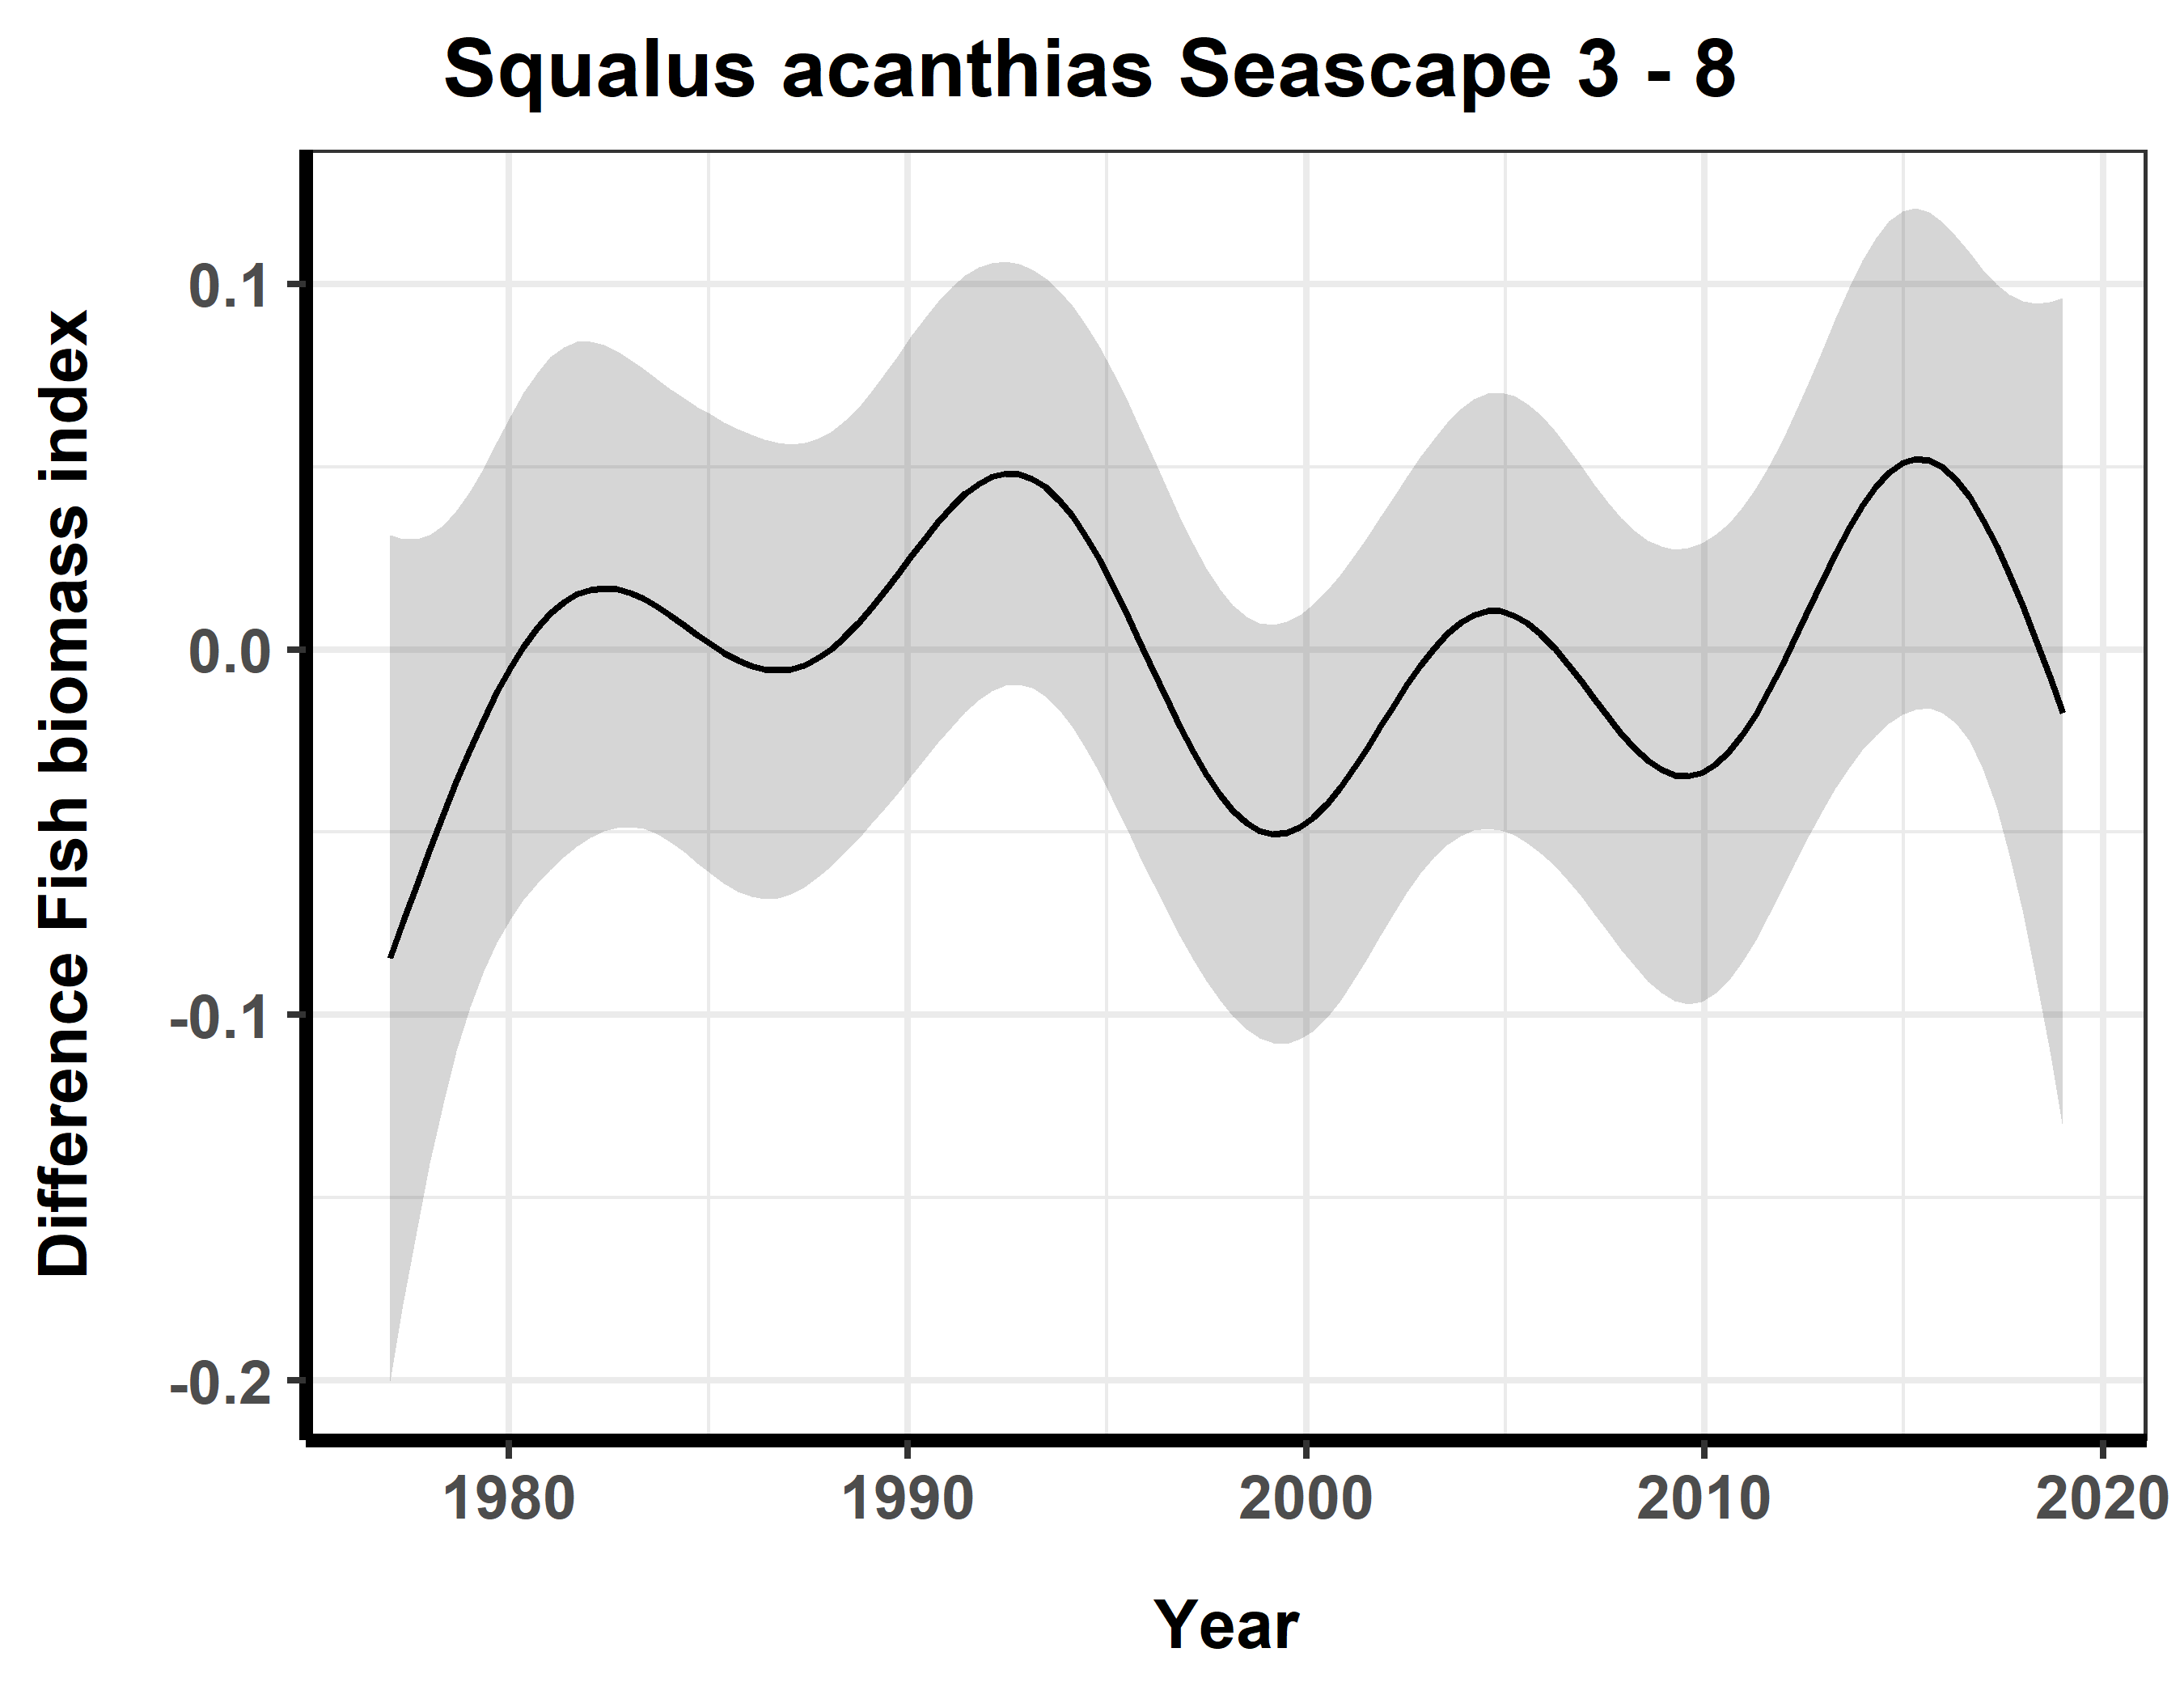 Squalus acanthias Seascape 3 - 8
Difference Fish biomass index
0.1
0.0
-0.1
-0.2
1980 1990 2000 2010 2020
Year